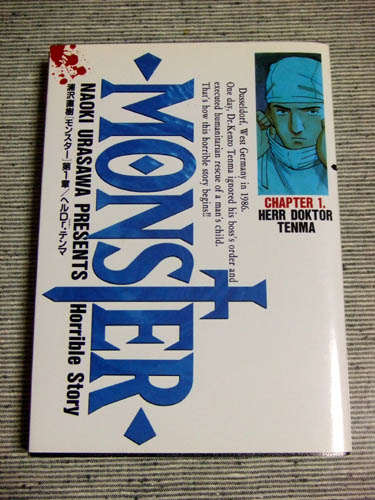 Dusseldorf, West Germany in 1986.
One day, Dr.Kenzo Tenma ignored his boss's order and
executed humanitarian rescue of a man's child.
That's how this horrible story begins!!
CHAPTER 1.
HERR DOKTOR
TENMA
MONSTER
NAOKI URASAWA PRESENTS Horrible Story
浦沢直樹「モンスター」第1章/ヘルDr.テンマ